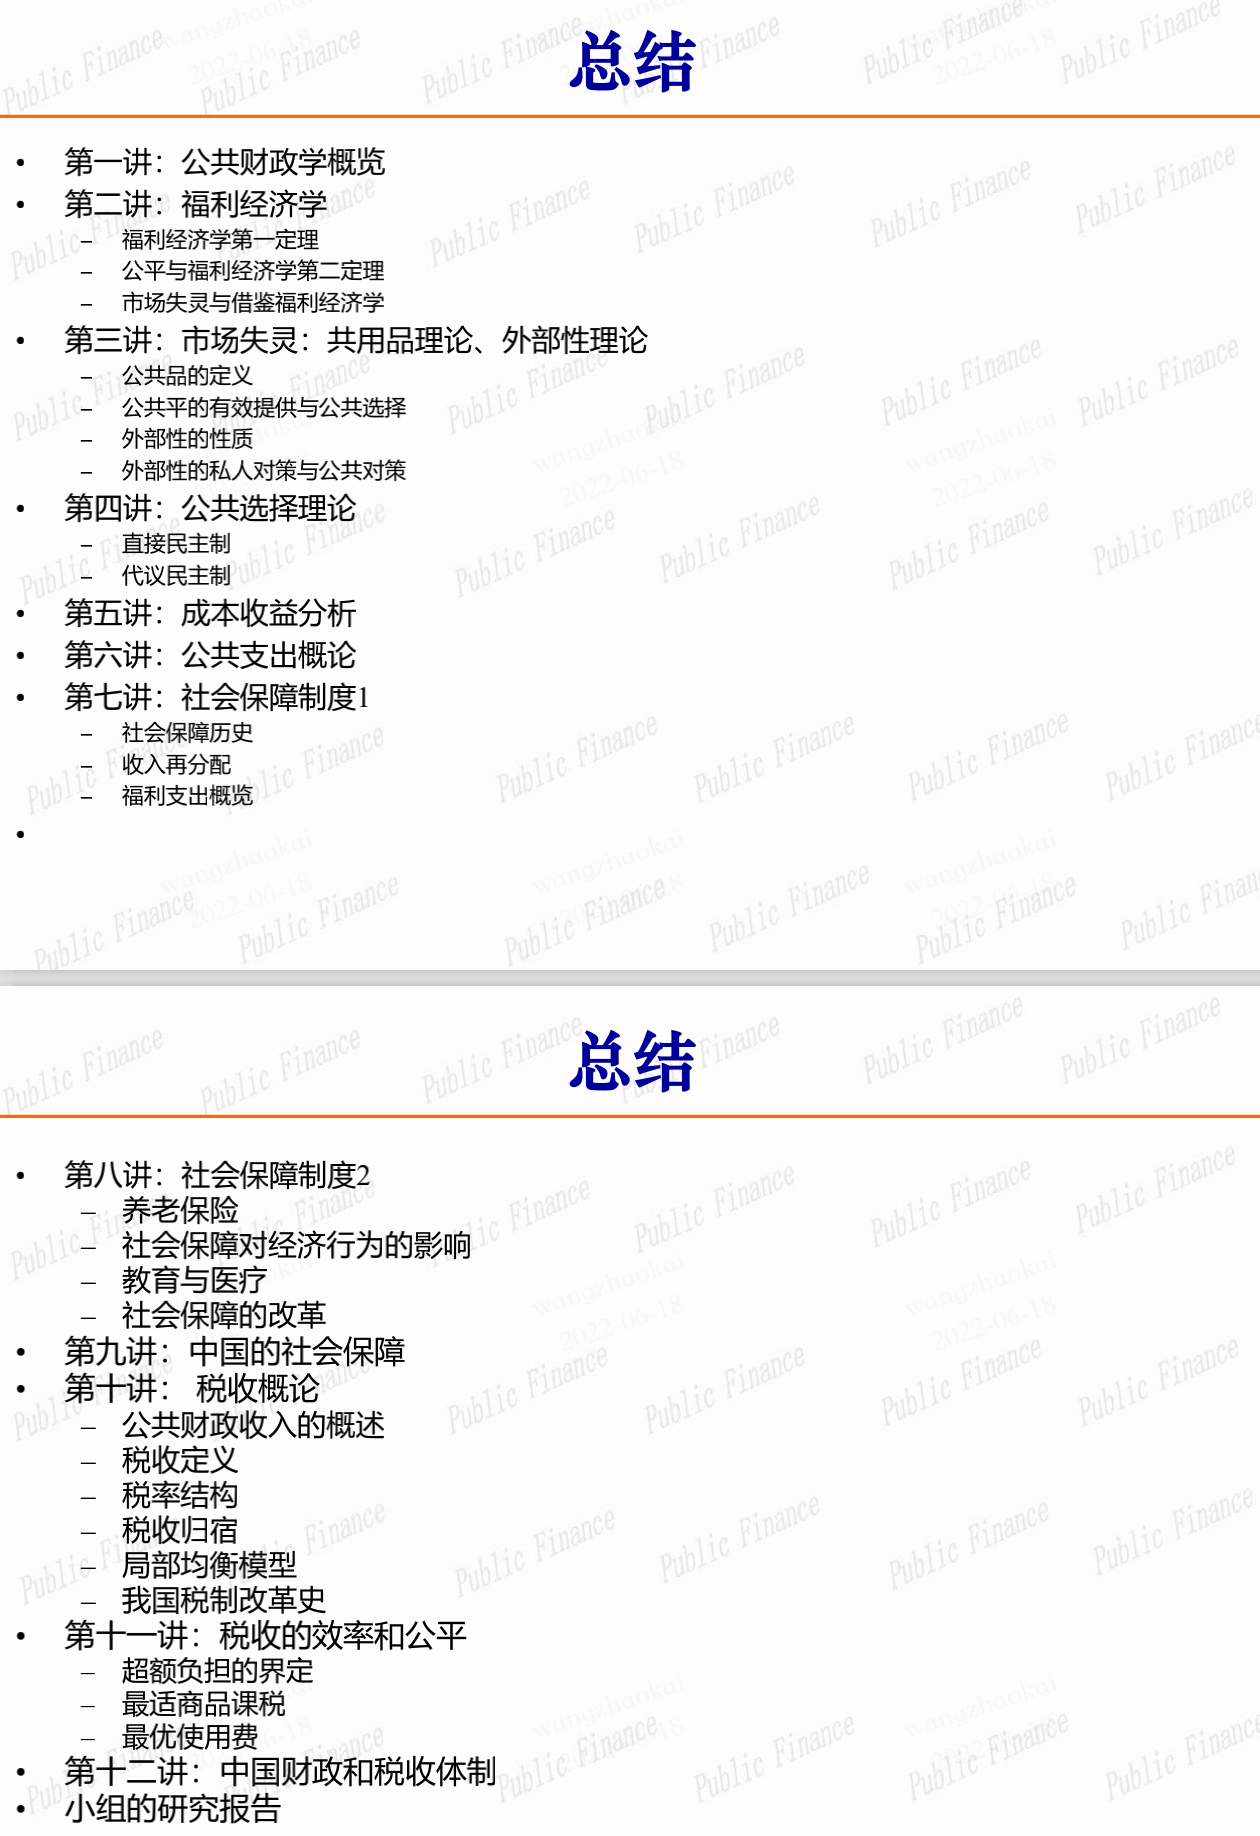 总结
• 第一讲：公共财政学概览
• 第二讲：福利经济学
– 福利经济学第一定理
– 公平与福利经济学第二定理
– 市场失灵与借鉴福利经济学
• 第三讲：市场失灵：共用品理论、外部性理论
– 公共品的定义
– 公共平的有效提供与公共选择
– 外部性的性质
– 外部性的私人对策与公共对策
• 第四讲：公共选择理论
– 直接民主制
– 代议民主制
• 第五讲：成本收益分析
• 第六讲：公共支出概论
• 第七讲：社会保障制度1
– 社会保障历史
– 收入再分配
– 福利支出概览
•
总结
• 第八讲：社会保障制度2
– 养老保险
– 社会保障对经济行为的影响
– 教育与医疗
– 社会保障的改革
• 第九讲：中国的社会保障
• 第十讲： 税收概论
– 公共财政收入的概述
– 税收定义
– 税率结构
– 税收归宿
– 局部均衡模型
– 我国税制改革史
• 第十一讲：税收的效率和公平
– 超额负担的界定
– 最适商品课税
– 最优使用费
• 第十二讲：中国财政和税收体制
• 小组的研究报告
Public Finance
wangzhaokai
2022-06-18